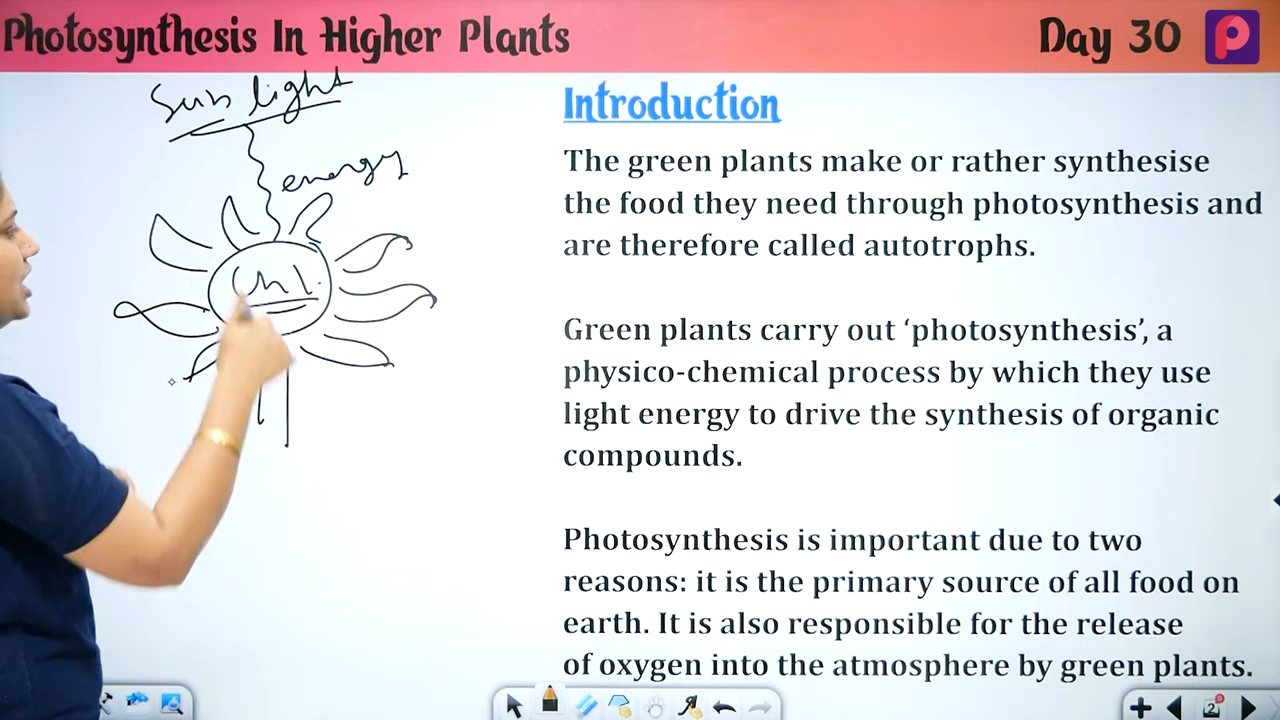 Photosynthesis In Higher Plants
Day 30
P
Sun light
energy
Chl.
Introduction
The green plants make or rather synthesise
the food they need through photosynthesis and
are therefore called autotrophs.
Green plants carry out ‘photosynthesis’, a
physico-chemical process by which they use
light energy to drive the synthesis of organic
compounds.
Photosynthesis is important due to two
reasons: it is the primary source of all food on
earth. It is also responsible for the release
of oxygen into the atmosphere by green plants.
2